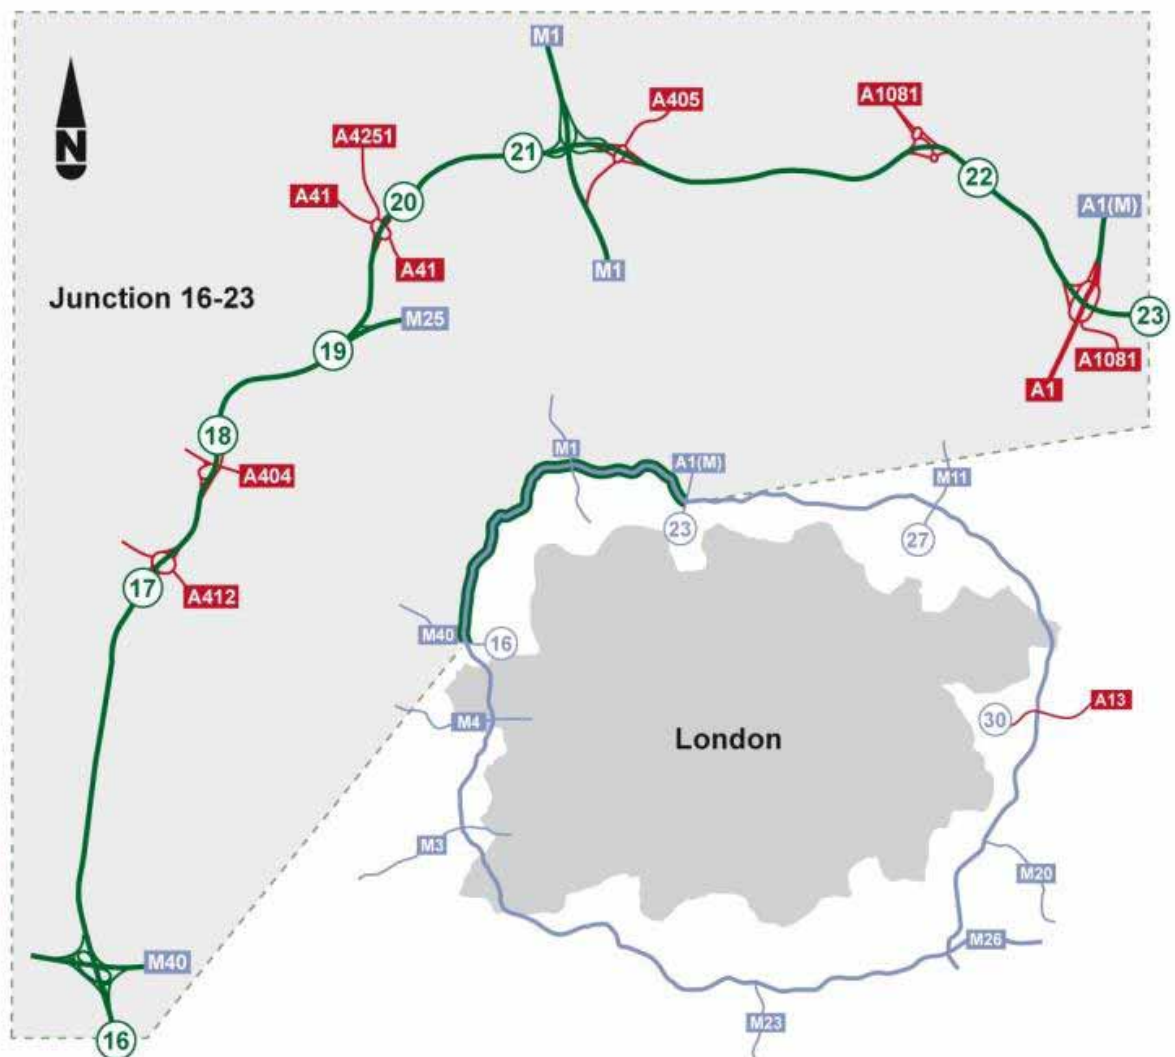 M1
A405
A1081
A4251
21
22
A41
20
A1(M)
N
A41
M1
Junction 16-23
M25
23
19
A1081
A1
18
A404
M1
A1(M)
M11
23
27
17
A412
M40
16
A13
30
M4
London
M3
M20
M26
M40
M23
16